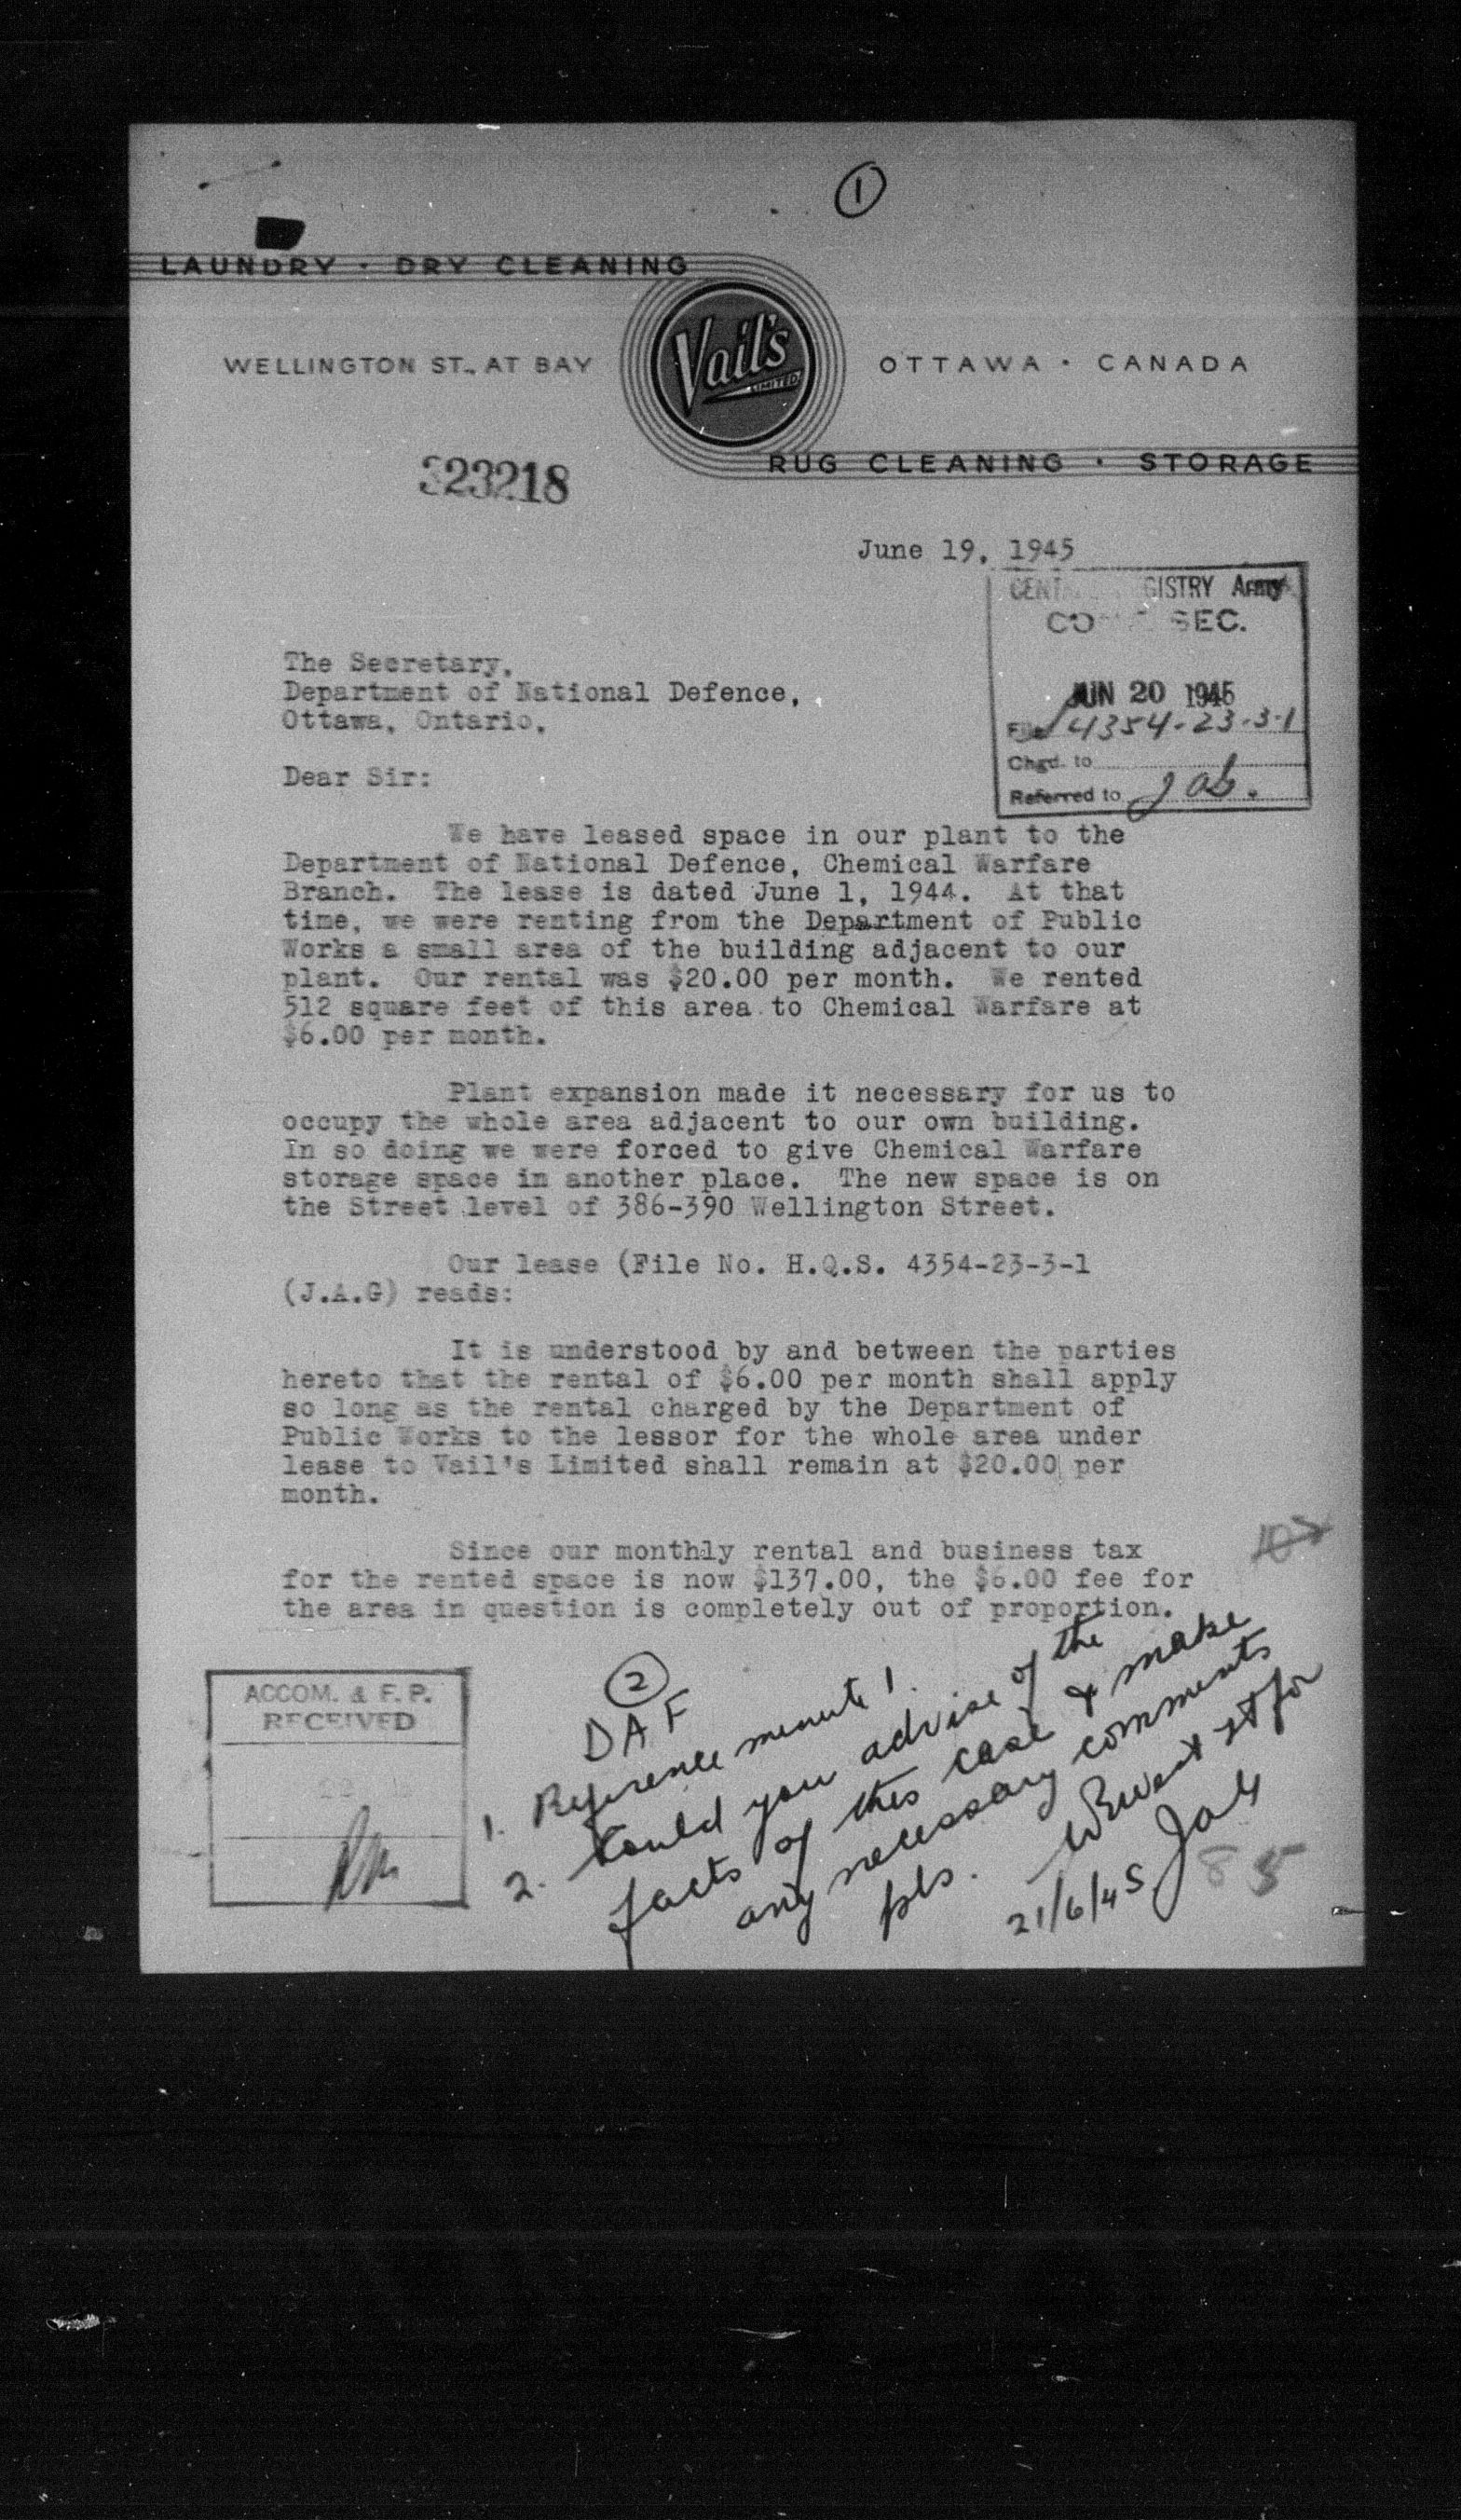 1
LAUNDRY · DRY CLEANING
WELLINGTON ST., AT BAY
Vail's
LIMITED
OTTAWA · CANADA
RUG CLEANING · STORAGE
323218
June 19, 1945
GISTRY Army
SEC.
JUN 20 1945
File 4354-23-3-1
Chgd. to
Referred to
The Secretary,
Department of National Defence,
Ottawa, Ontario,
Dear Sir:
We have leased space in our plant to the
Department of National Defence, Chemical Warfare
Branch. The lease is dated June 1, 1944. At that
time, we were renting from the Department of Public
Works a small area of the building adjacent to our
plant. Our rental was $20.00 per month. We rented
512 square feet of this area to Chemical Warfare at
$6.00 per month.
Plant expansion made it necessary for us to
occupy the whole area adjacent to our own building.
In so doing we were forced to give Chemical Warfare
storage space in another place. The new space is on
the Street level of 386-390 Wellington Street.
Our lease (File No. H.Q.S. 4354-23-3-1
(J.A.G) reads:
It is understood by and between the parties
hereto that the rental of $6.00 per month shall apply
so long as the rental charged by the Department of
Public Works to the lessor for the whole area under
lease to Vail's Limited shall remain at $20.00 per
month.
Since our monthly rental and business tax
for the rented space is now $137.00, the $6.00 fee for
the area in question is completely out of proportion.
ACCOM. & F. P.
RECEIVED
2
DAF
1. Reference minute 1.
2. Could you advise of the
facts of this case & make
any necessary comments
pls.
for
21/6/45 JAG
85